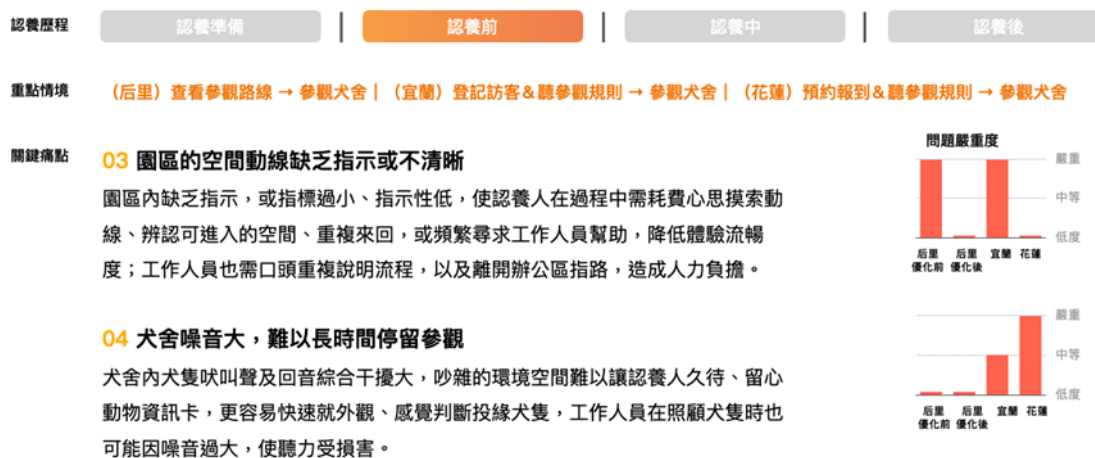 認養歷程
認養準備
認養前
認養中
認養後
重點情境
（后里）查看參觀路線 → 參觀犬舍｜（宜蘭）登記訪客＆聽參觀規則 → 參觀犬舍｜（花蓮）預約報到＆聽參觀規則 → 參觀犬舍
關鍵痛點
03 園區的空間動線缺乏指示或不清晰
園區內缺乏指示，或指標過小、指示性低，使認養人在過程中需耗費心思摸索動
線、辨認可進入的空間、重複來回，或頻繁尋求工作人員幫助，降低體驗流暢
度；工作人員也需口頭重複說明流程，以及離開辦公區指路，造成人力負擔。
問題嚴重度
嚴重
中等
低度
后里 后里 宜蘭 花蓮
優化前 優化後
04 犬舍噪音大，難以長時間停留參觀
犬舍內犬隻吠叫聲及回音綜合干擾大，吵雜的環境空間難以讓認養人久待、留心
動物資訊卡，更容易快速就外觀、感覺判斷投緣犬隻，工作人員在照顧犬隻時也
可能因噪音過大，使聽力受損害。
嚴重
中等
低度
后里 后里 宜蘭 花蓮
優化前 優化後